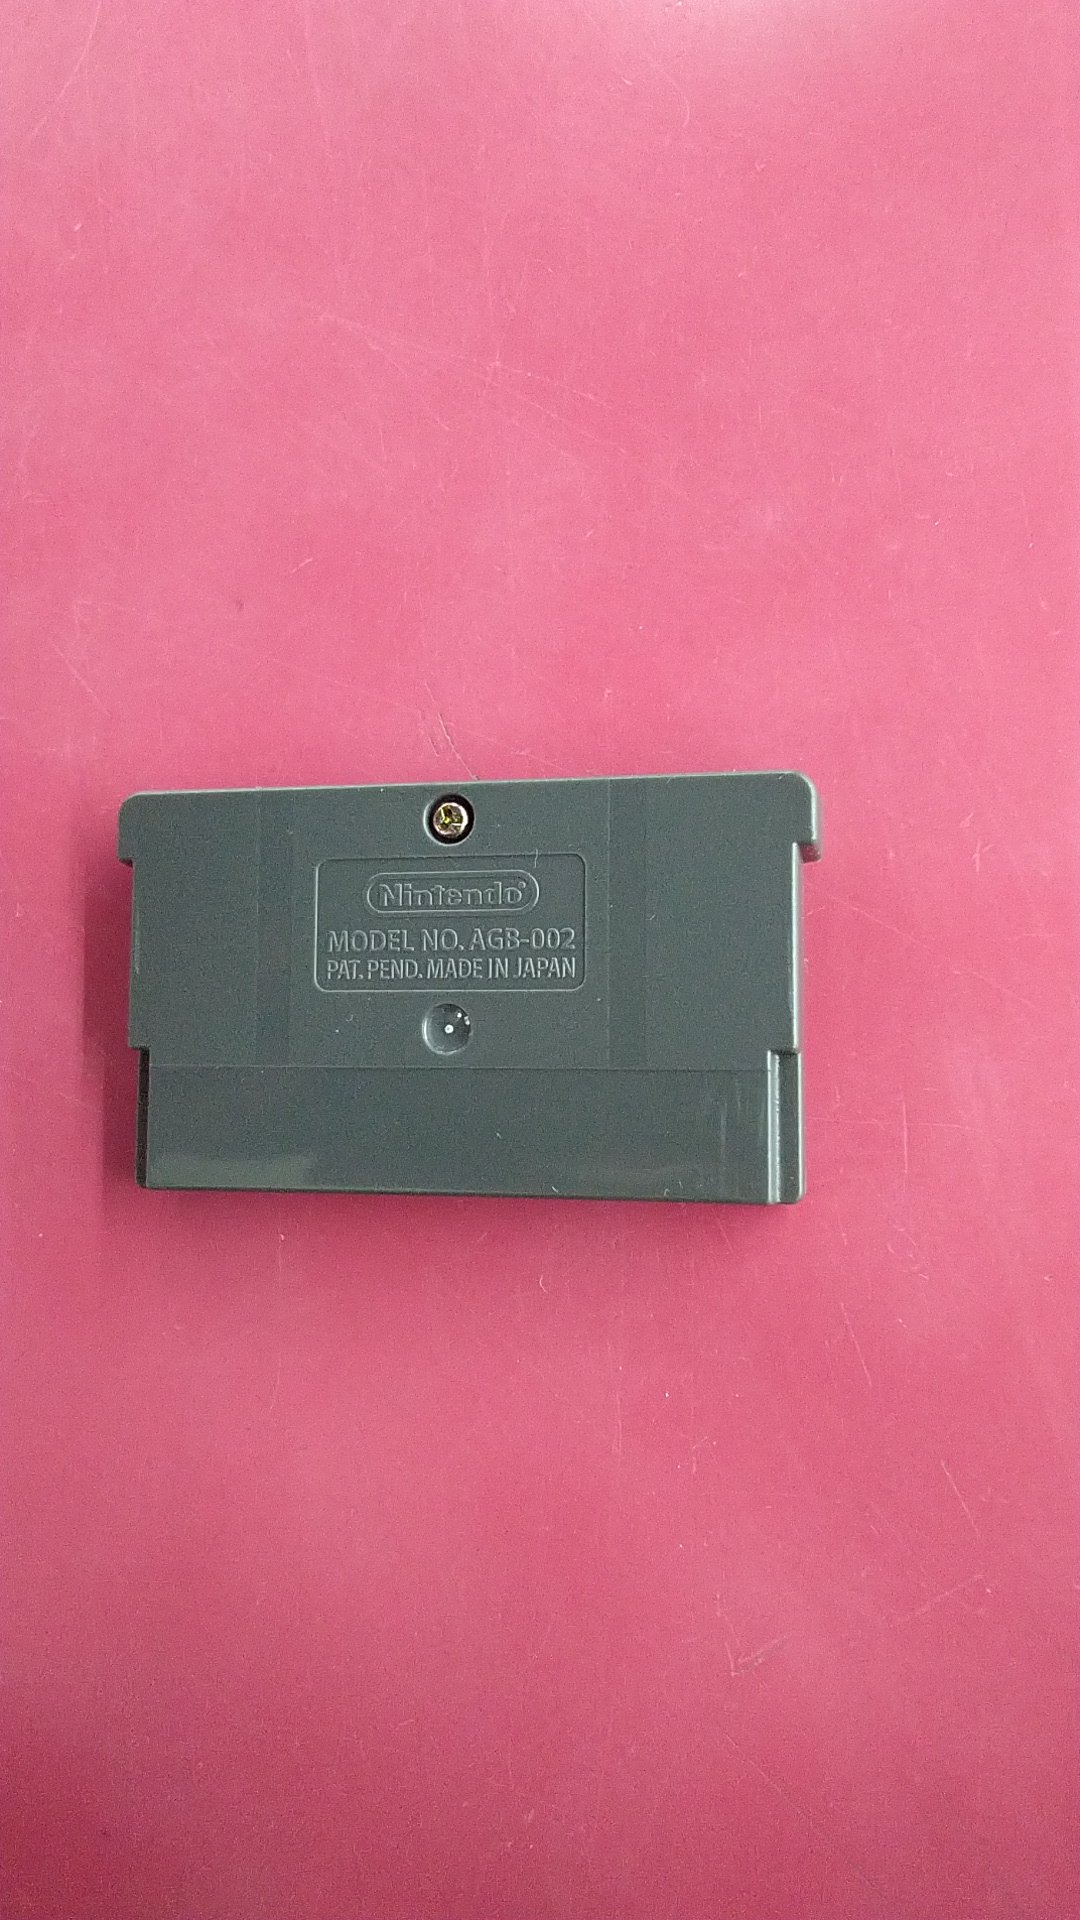 Nintendo®
MODEL NO. AGB-002
PAT. PEND. MADE IN JAPAN